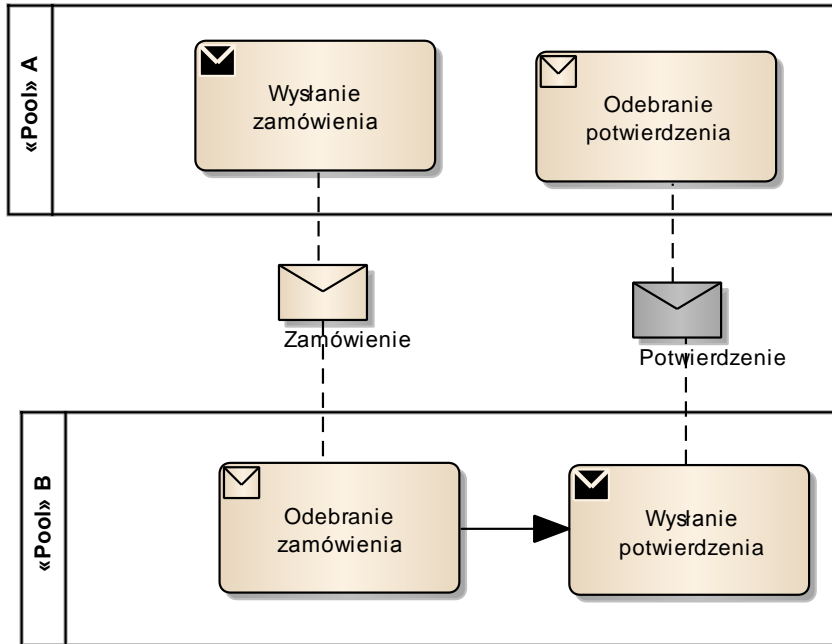 «Pool» A
Wysłanie
zamówienia
Odebranie
potwierdzenia
Zamówienie
Potwierdzenie
«Pool» B
Odebranie
zamówienia
Wysłanie
potwierdzenia